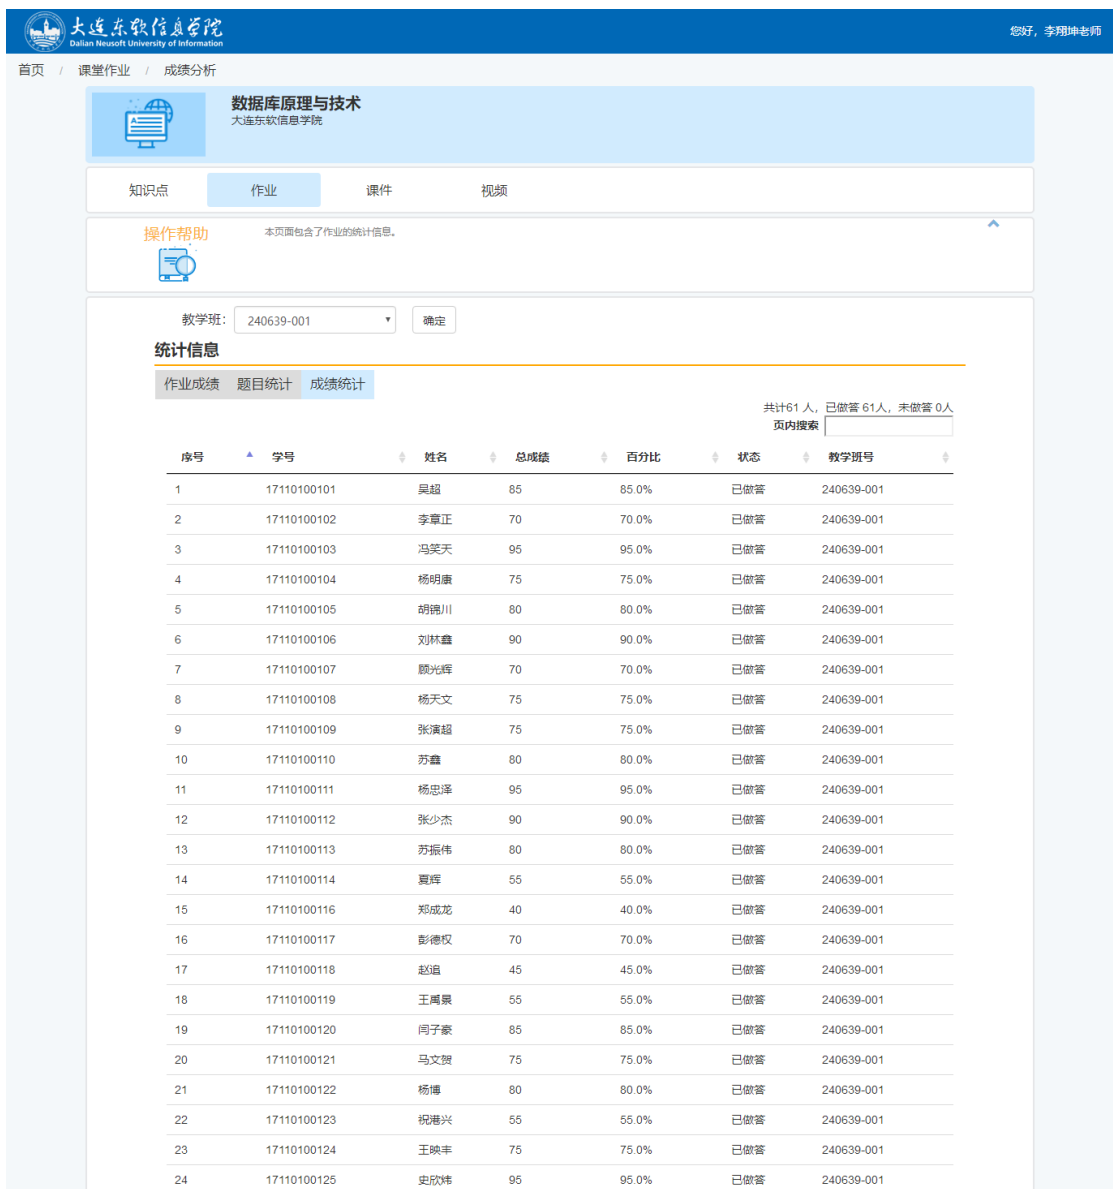 大连东软信息学院
Dalian Neusoft University of Information
您好，李翔坤老师
首页 / 课堂作业 / 成绩分析
数据库原理与技术
大连东软信息学院
知识点 作业 课件 视频
操作帮助 本页面包含了作业的统计信息。
教学班： 240639-001 确定
统计信息
作业成绩 题目统计 成绩统计
共计61 人，已做答 61人，未做答 0人
页内搜索
序号 学号 姓名 总成绩 百分比 状态 教学班号
1 17110100101 吴超 85 85.0% 已做答 240639-001
2 17110100102 李章正 70 70.0% 已做答 240639-001
3 17110100103 冯笑天 95 95.0% 已做答 240639-001
4 17110100104 杨明康 75 75.0% 已做答 240639-001
5 17110100105 胡锦川 80 80.0% 已做答 240639-001
6 17110100106 刘林鑫 90 90.0% 已做答 240639-001
7 17110100107 顾光辉 70 70.0% 已做答 240639-001
8 17110100108 杨天文 75 75.0% 已做答 240639-001
9 17110100109 张演超 75 75.0% 已做答 240639-001
10 17110100110 苏鑫 80 80.0% 已做答 240639-001
11 17110100111 杨忠泽 95 95.0% 已做答 240639-001
12 17110100112 张少杰 90 90.0% 已做答 240639-001
13 17110100113 苏振伟 80 80.0% 已做答 240639-001
14 17110100114 夏辉 55 55.0% 已做答 240639-001
15 17110100116 郑成龙 40 40.0% 已做答 240639-001
16 17110100117 彭德权 70 70.0% 已做答 240639-001
17 17110100118 赵追 45 45.0% 已做答 240639-001
18 17110100119 王禹景 55 55.0% 已做答 240639-001
19 17110100120 闫子豪 85 85.0% 已做答 240639-001
20 17110100121 马文贺 75 75.0% 已做答 240639-001
21 17110100122 杨博 80 80.0% 已做答 240639-001
22 17110100123 祝港兴 55 55.0% 已做答 240639-001
23 17110100124 王映丰 75 75.0% 已做答 240639-001
24 17110100125 史欣炜 95 95.0% 已做答 240639-001